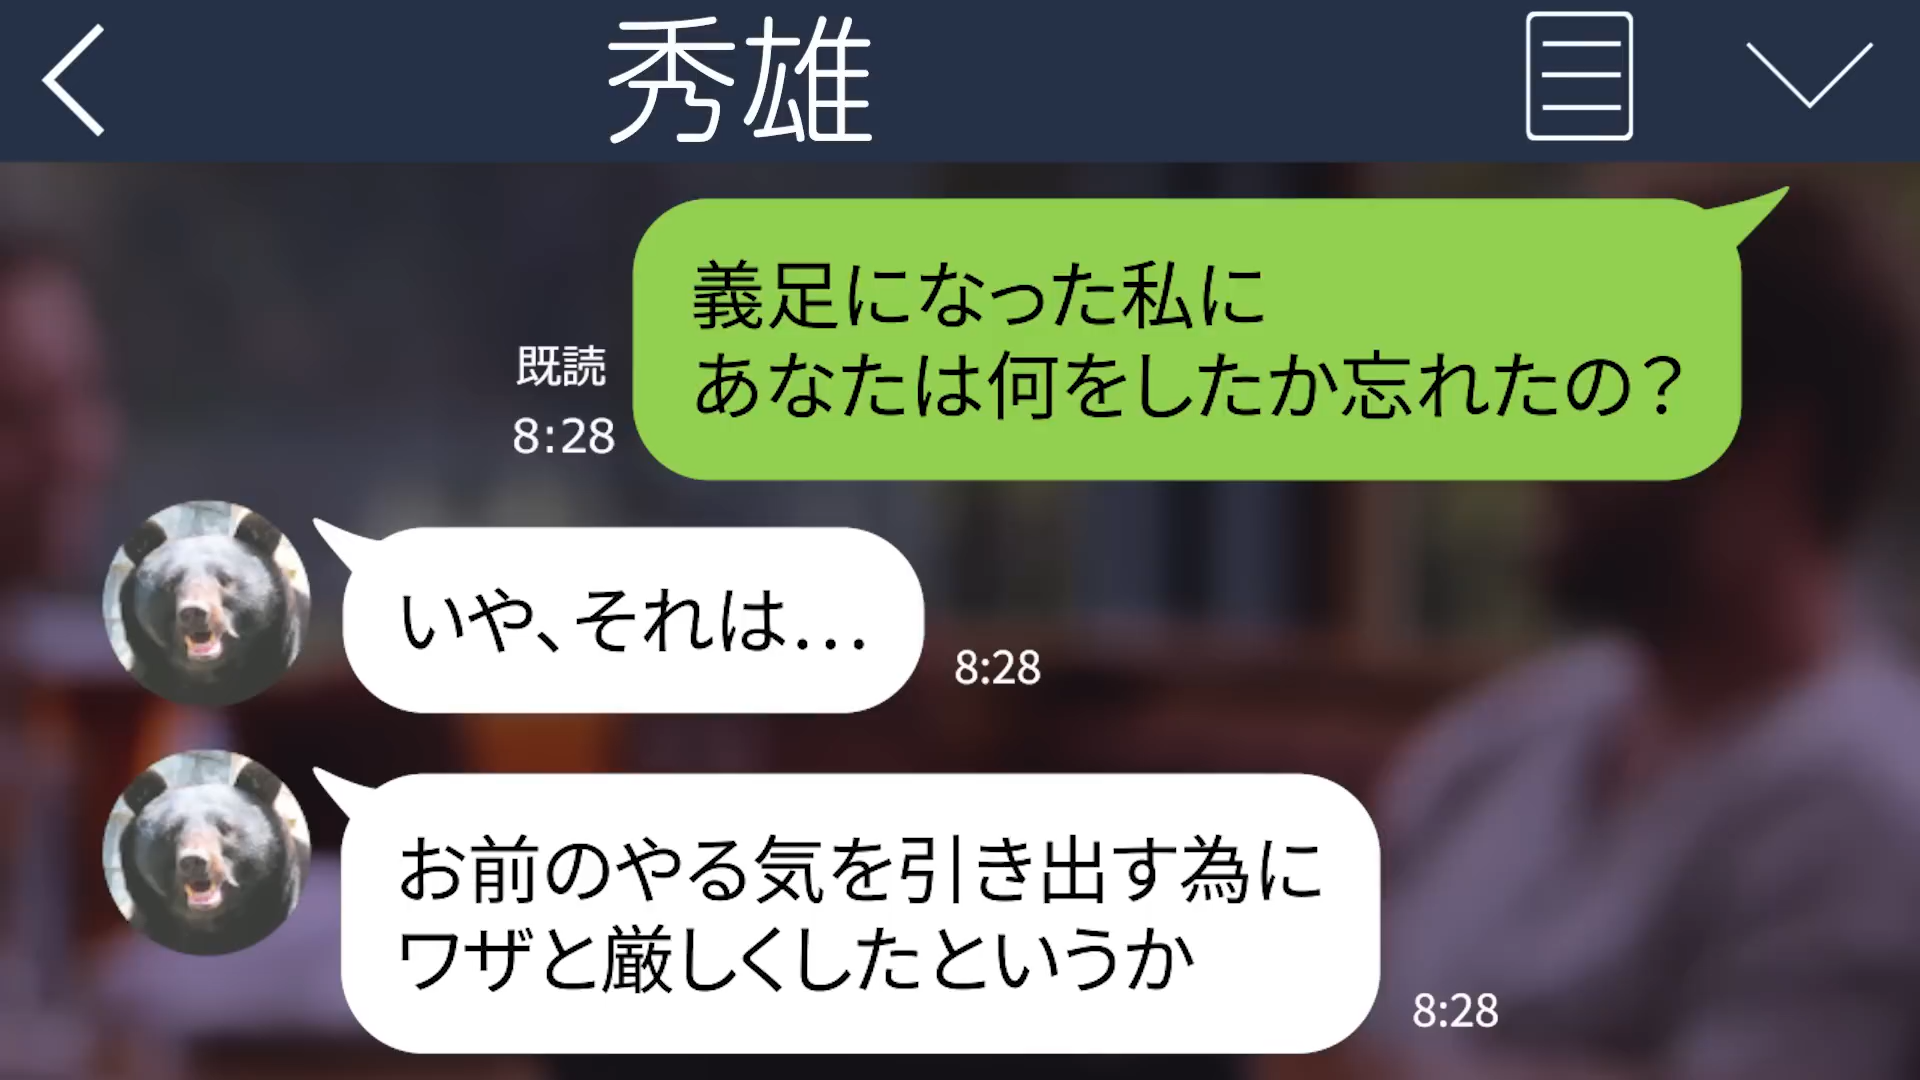 秀雄
義足になった私に
あなたは何をしたか忘れたの？
既読
8:28
いや、それは…
8:28
お前のやる気を引き出す為に
ワザと厳しくしたというか
8:28